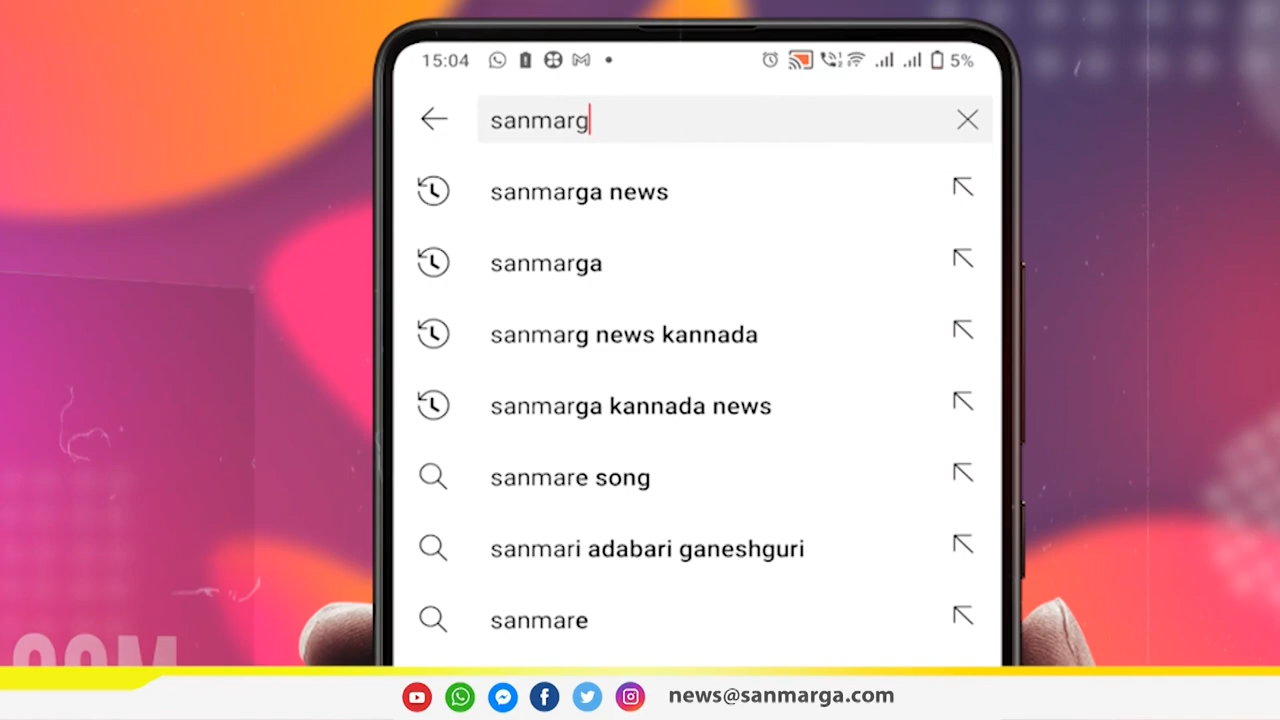 15:04 5%
sanmarg
sanmarga news
sanmarga
sanmarg news kannada
sanmarga kannada news
sanmare song
sanmari adabari ganeshguri
sanmare
news@sanmarga.com